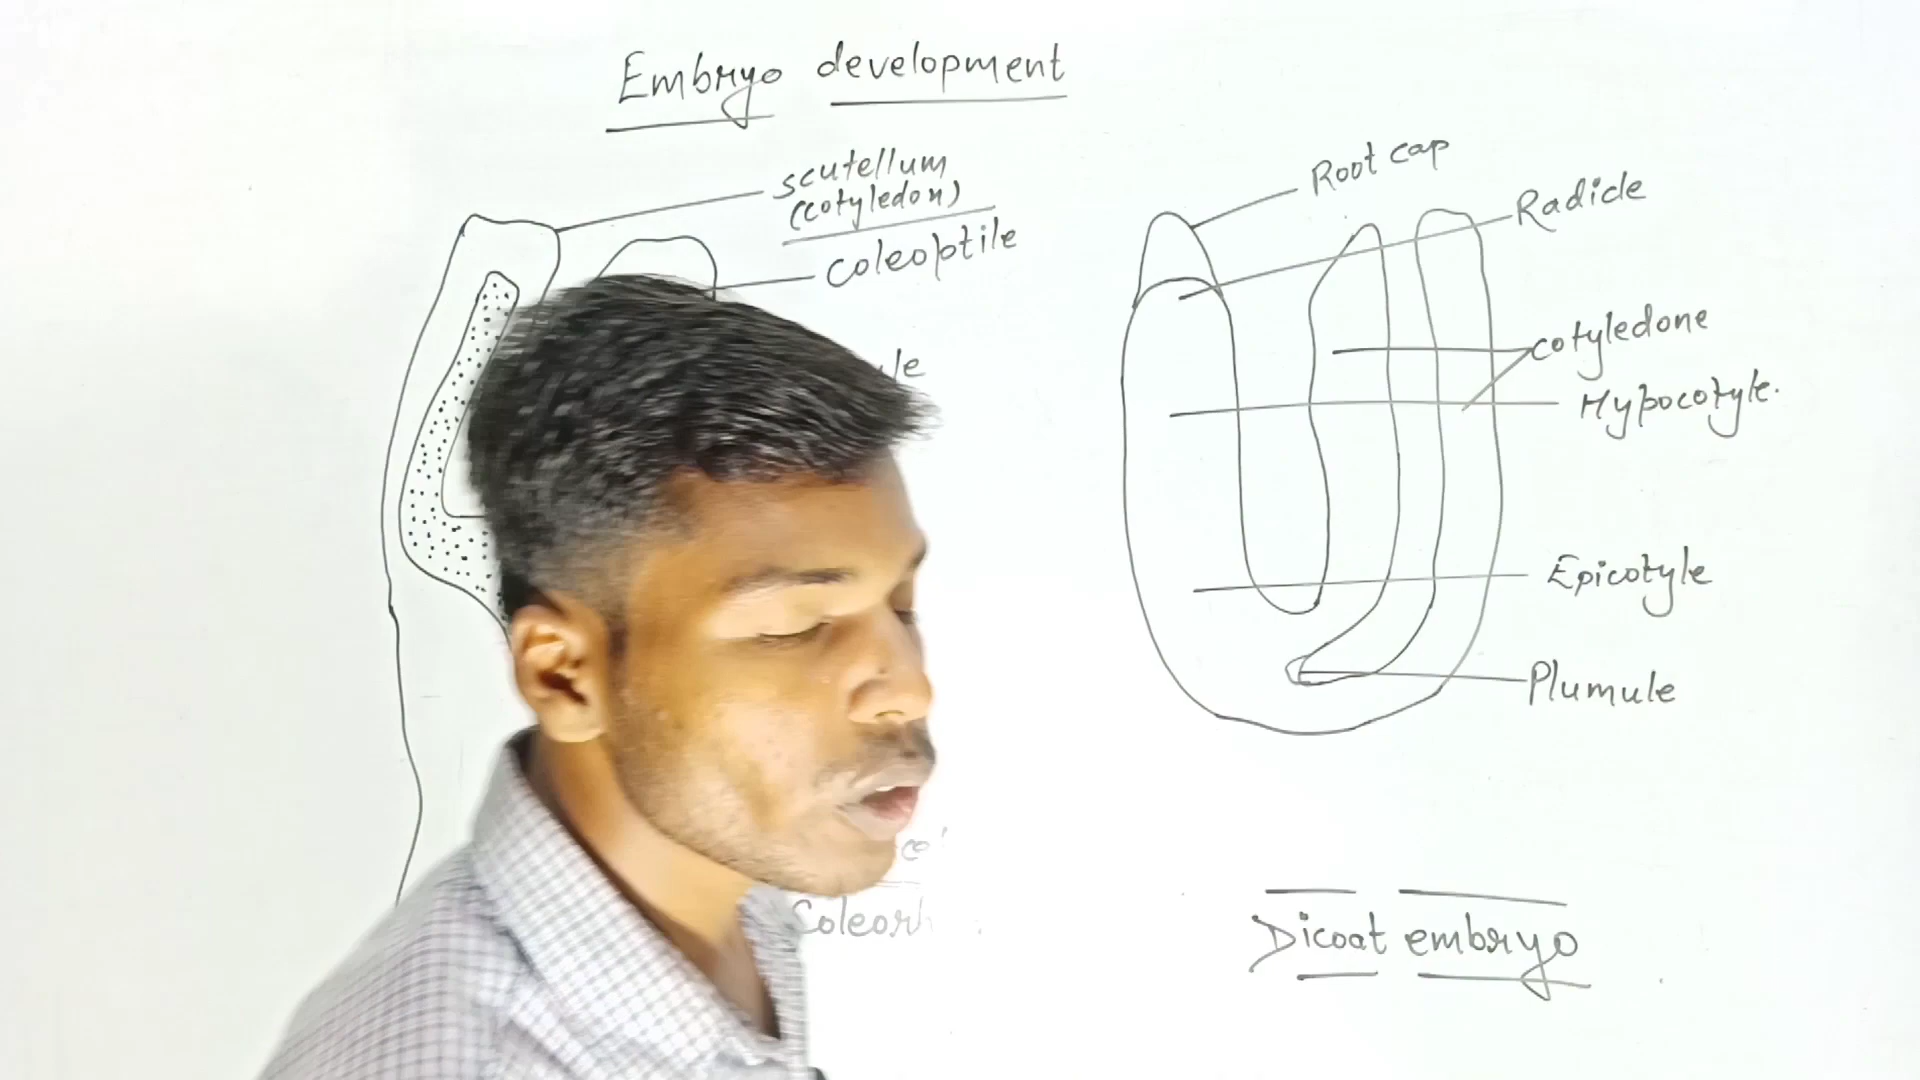 Embryo development
scutellum
(cotyledon)
coleoptile
Root cap
Radicle
cotyledone
Hypocotyle.
Epicotyle
Plumule
Dicoat embryo